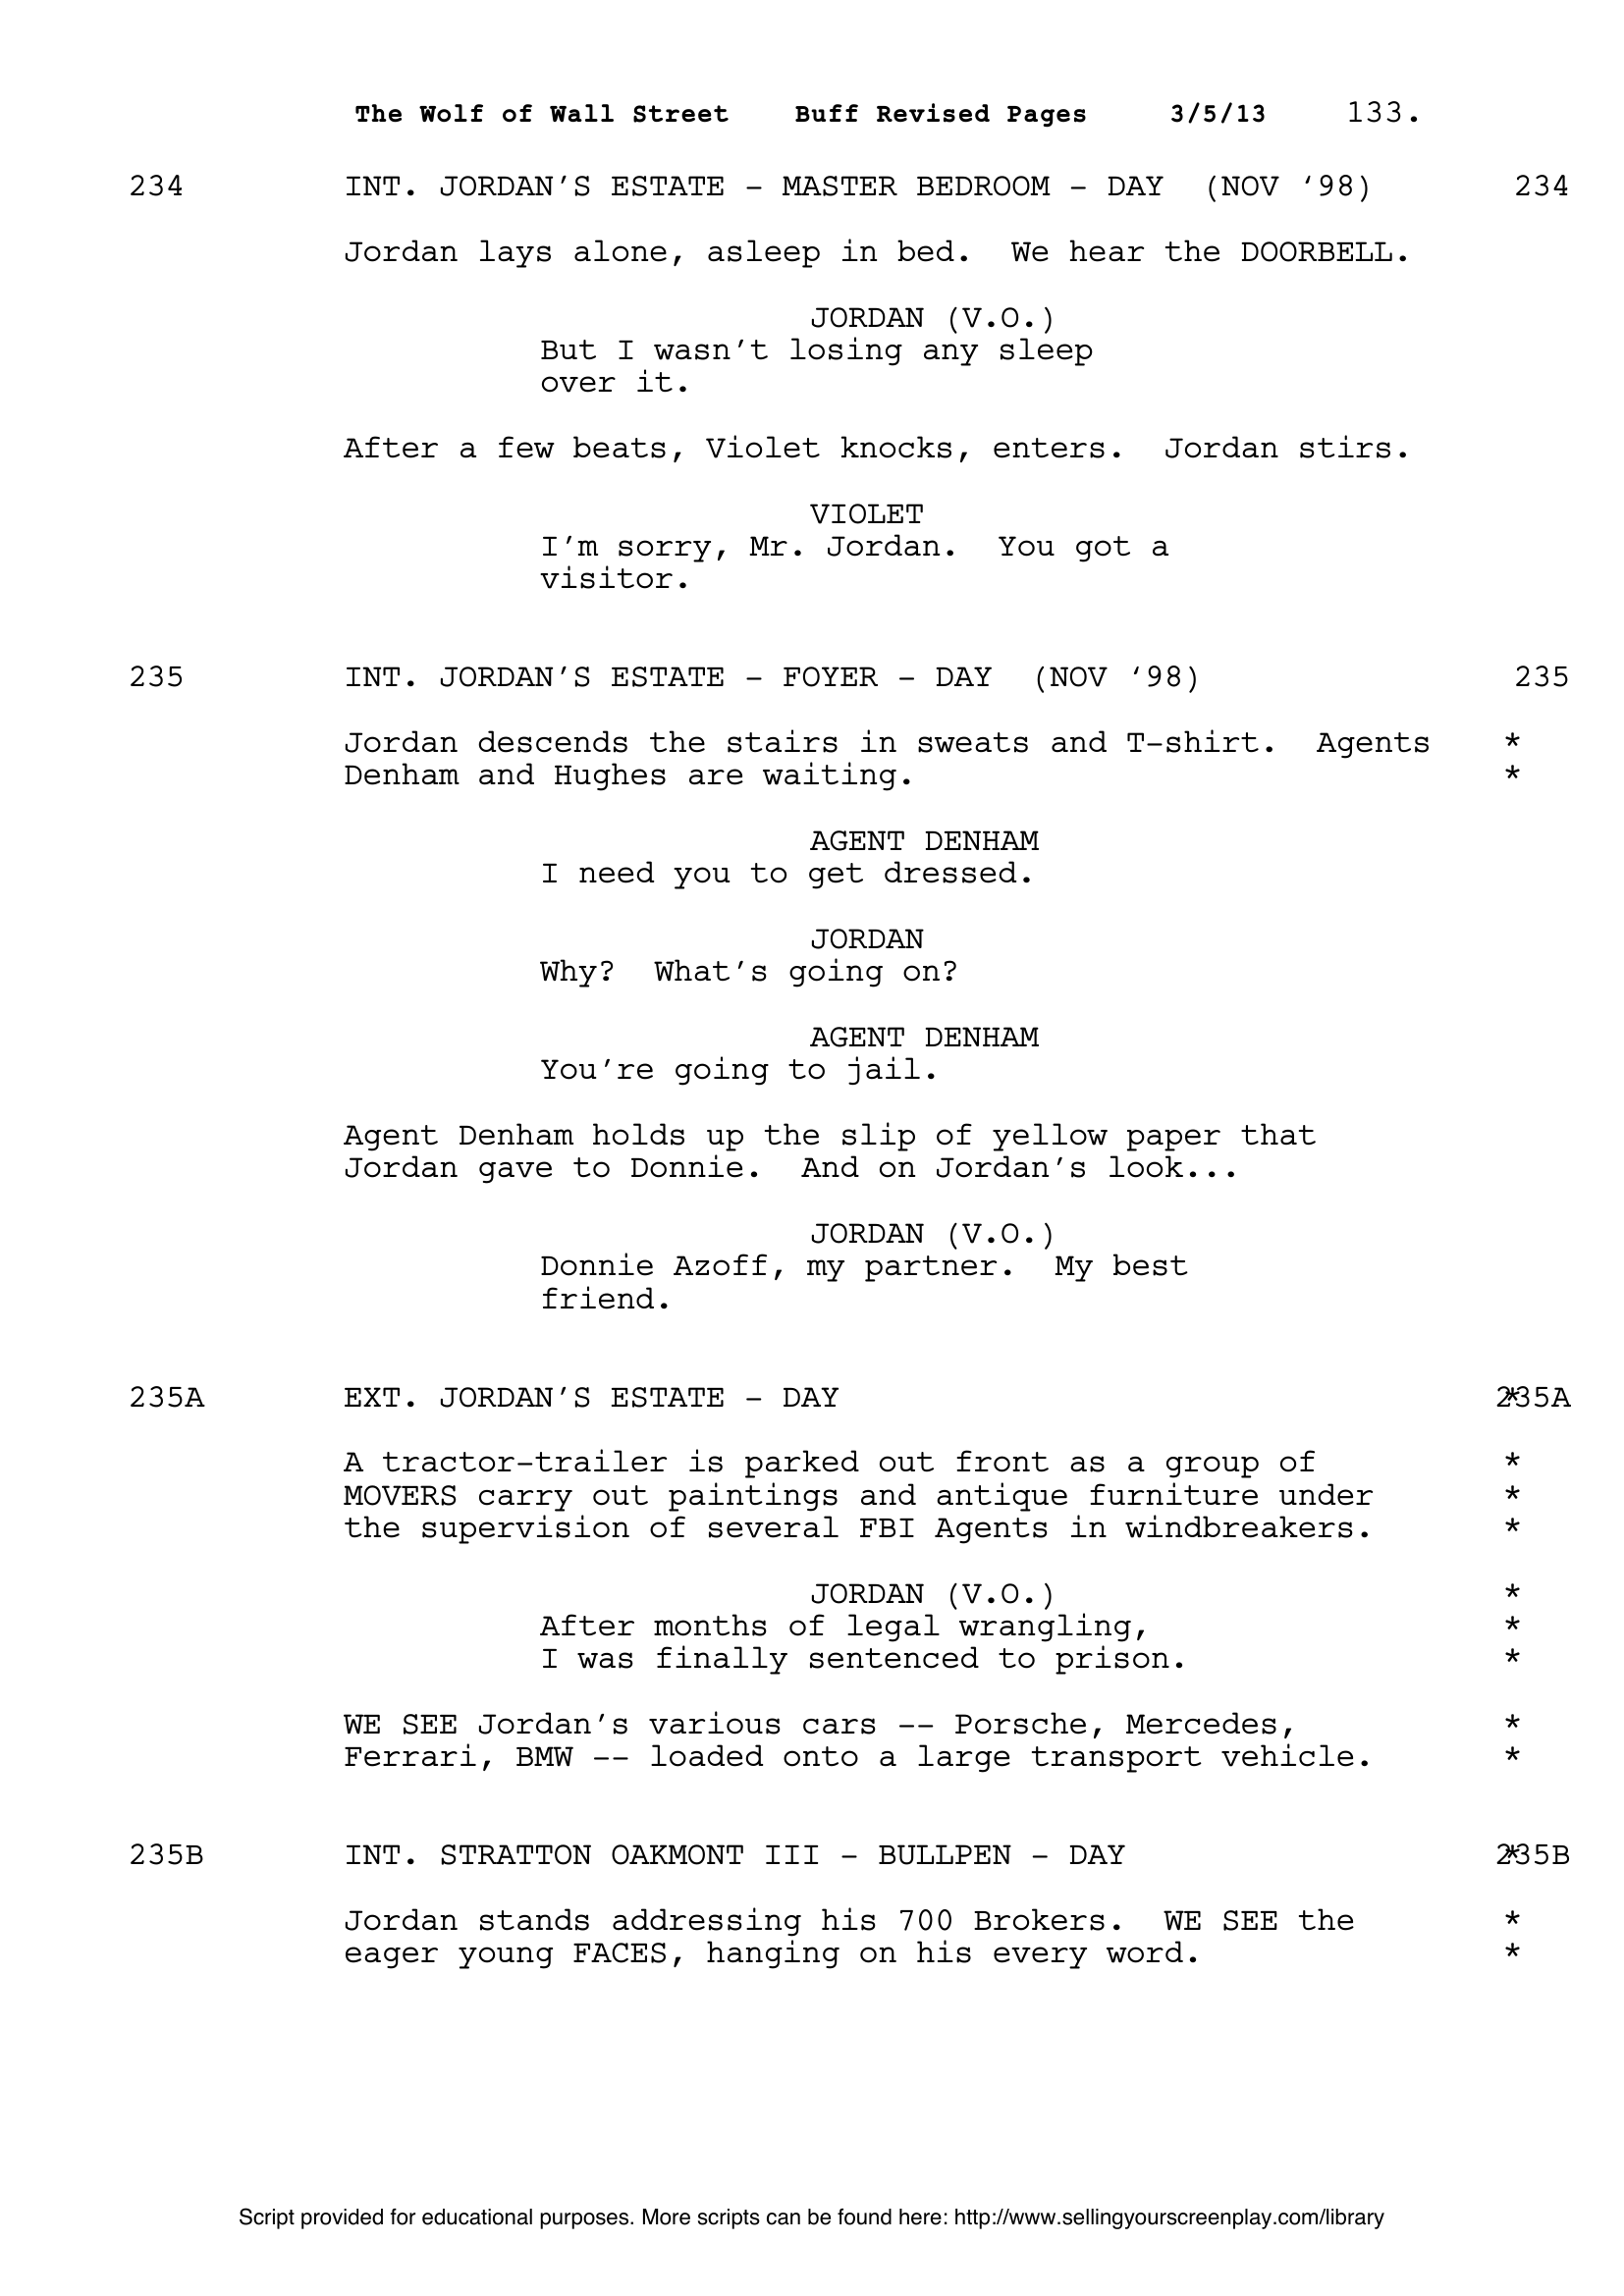 The Wolf of Wall Street    Buff Revised Pages    3/5/13    133.
234 INT. JORDAN’S ESTATE – MASTER BEDROOM – DAY  (NOV ‘98) 234
Jordan lays alone, asleep in bed.  We hear the DOORBELL.
JORDAN (V.O.)
But I wasn’t losing any sleep
over it.
After a few beats, Violet knocks, enters.  Jordan stirs.
VIOLET
I’m sorry, Mr. Jordan.  You got a
visitor.
235 INT. JORDAN’S ESTATE – FOYER – DAY  (NOV ‘98) 235
Jordan descends the stairs in sweats and T-shirt.  Agents *
Denham and Hughes are waiting. *
AGENT DENHAM
I need you to get dressed.
JORDAN
Why?  What’s going on?
AGENT DENHAM
You’re going to jail.
Agent Denham holds up the slip of yellow paper that
Jordan gave to Donnie.  And on Jordan’s look...
JORDAN (V.O.)
Donnie Azoff, my partner.  My best
friend.
235A EXT. JORDAN’S ESTATE – DAY * 235A
A tractor-trailer is parked out front as a group of *
MOVERS carry out paintings and antique furniture under *
the supervision of several FBI Agents in windbreakers. *
JORDAN (V.O.) *
After months of legal wrangling, *
I was finally sentenced to prison. *
WE SEE Jordan’s various cars -- Porsche, Mercedes, *
Ferrari, BMW -- loaded onto a large transport vehicle. *
235B INT. STRATTON OAKMONT III – BULLPEN – DAY * 235B
Jordan stands addressing his 700 Brokers.  WE SEE the *
eager young FACES, hanging on his every word. *
Script provided for educational purposes. More scripts can be found here: http://www.sellingyourscreenplay.com/library